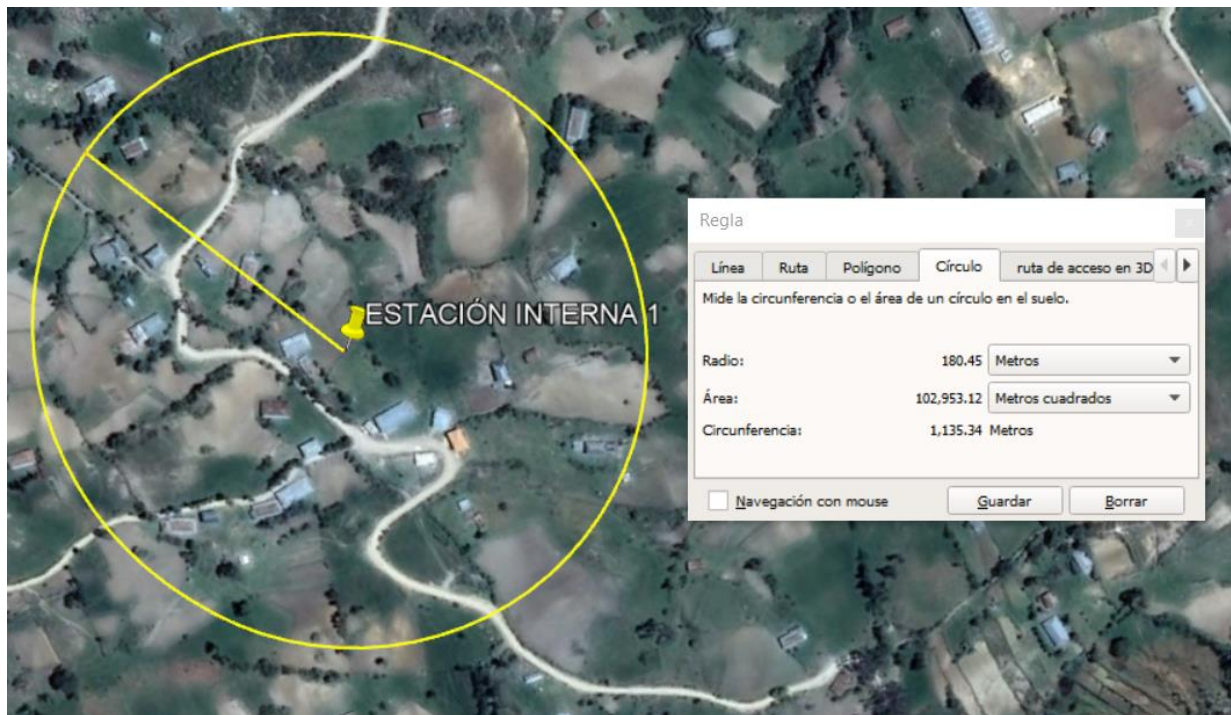 ESTACIÓN INTERNA 1
Regla
x
Línea Ruta Polígono Círculo ruta de acceso en 3D
Mide la circunferencia o el área de un círculo en el suelo.
Radio: 180.45 Metros
Área: 102,953.12 Metros cuadrados
Circunferencia: 1,135.34 Metros
Navegación con mouse Guardar Borrar